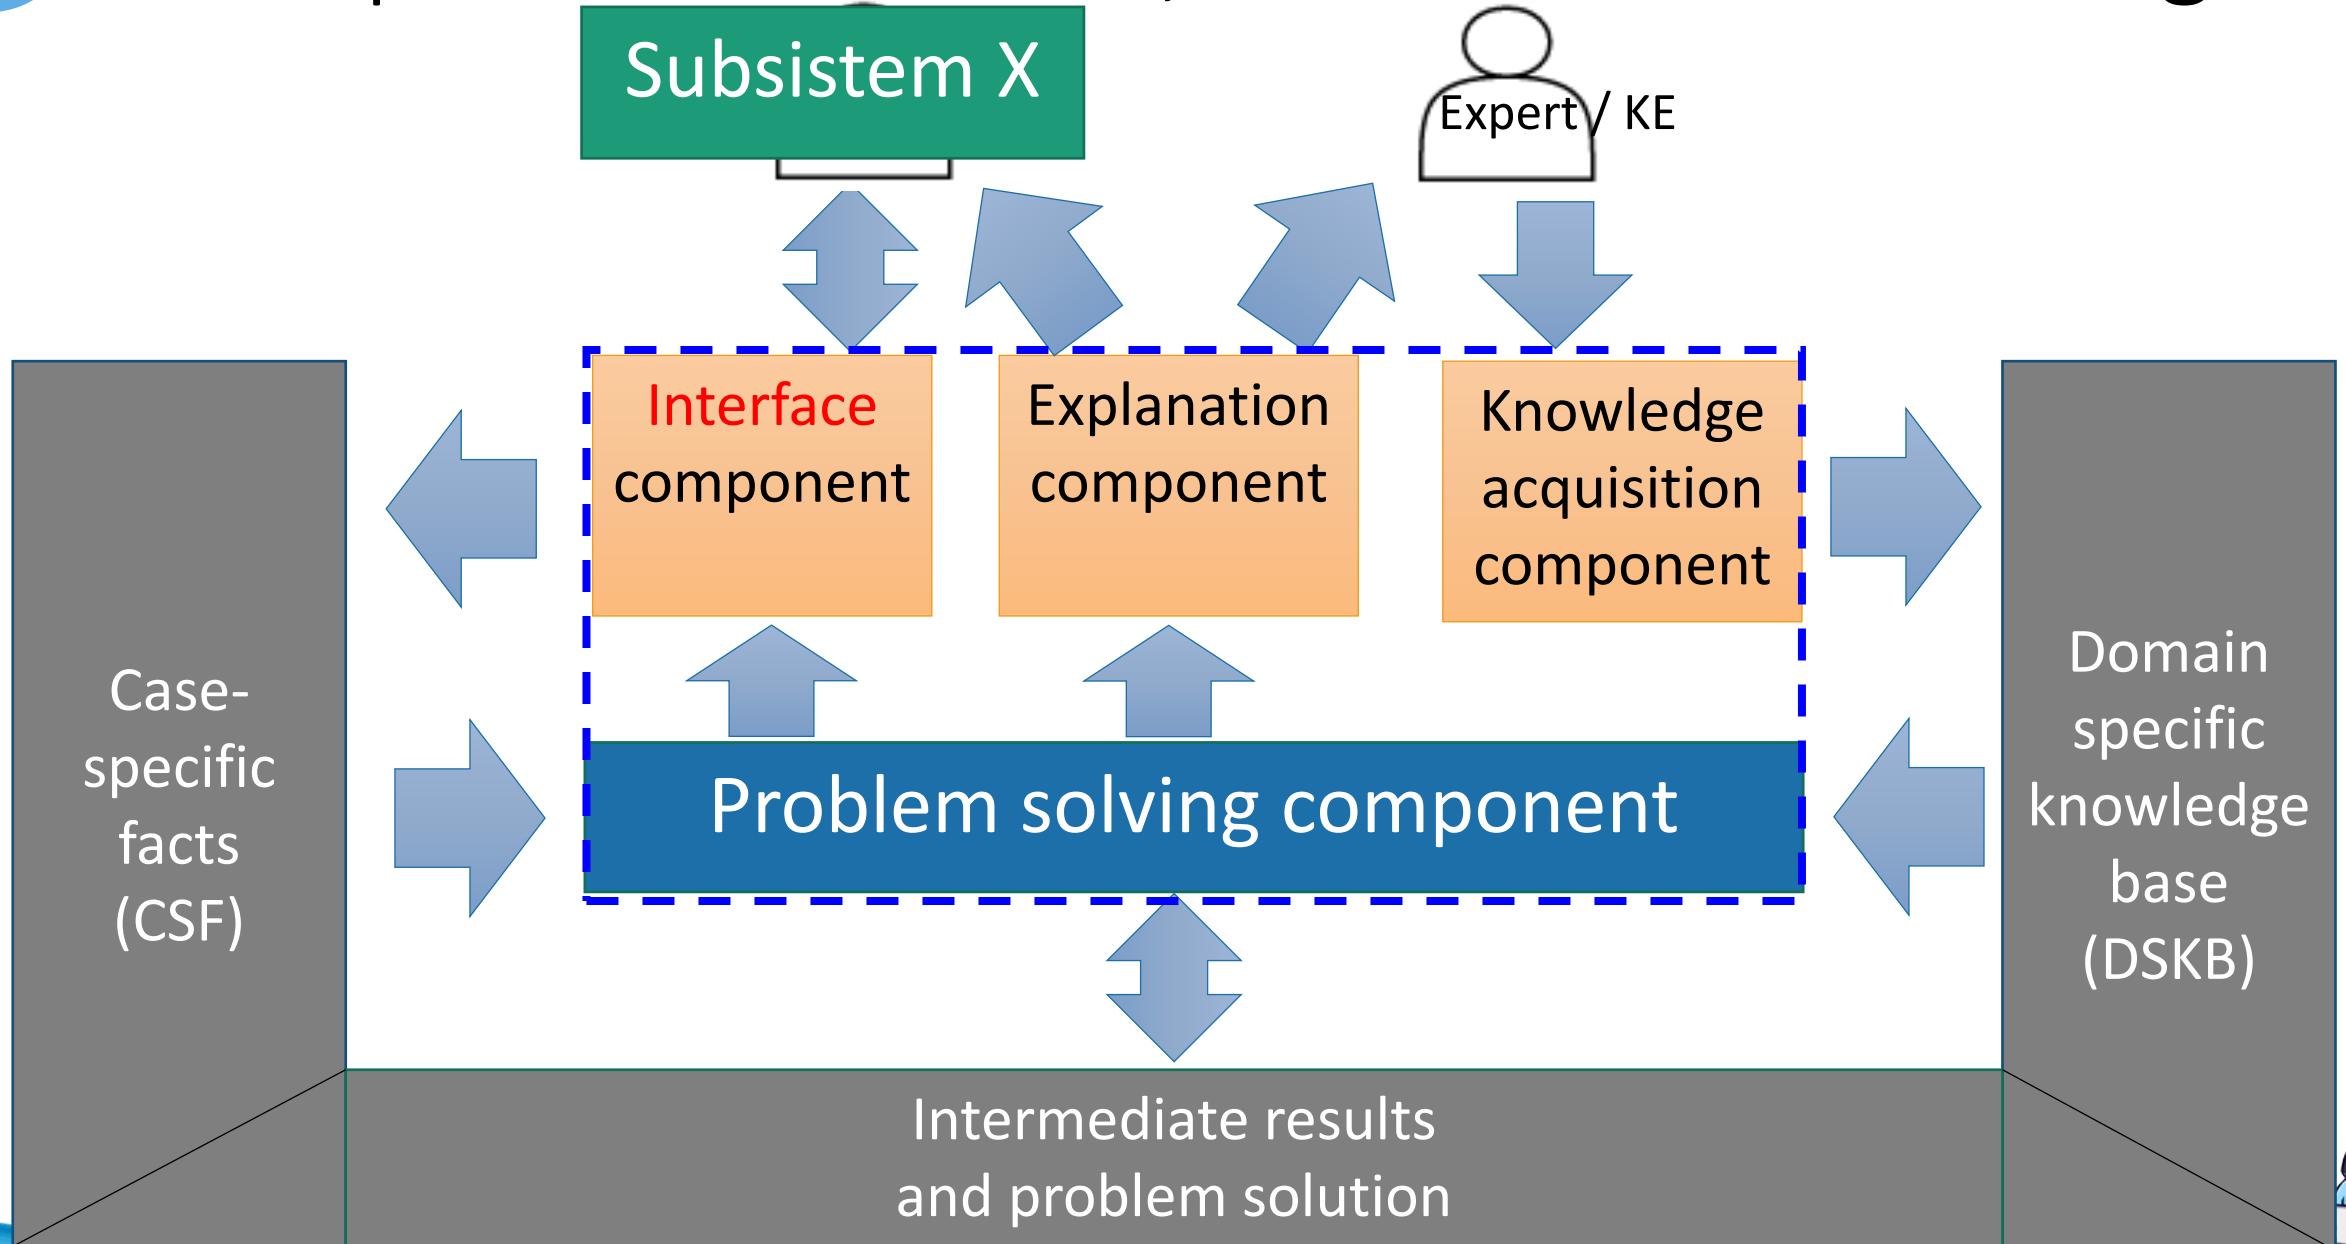 Subsistem X
Expert / KE
Interface
component
Explanation
component
Knowledge
acquisition
component
Case-
specific
facts
(CSF)
Problem solving component
Domain
specific
knowledge
base
(DSKB)
Intermediate results
and problem solution